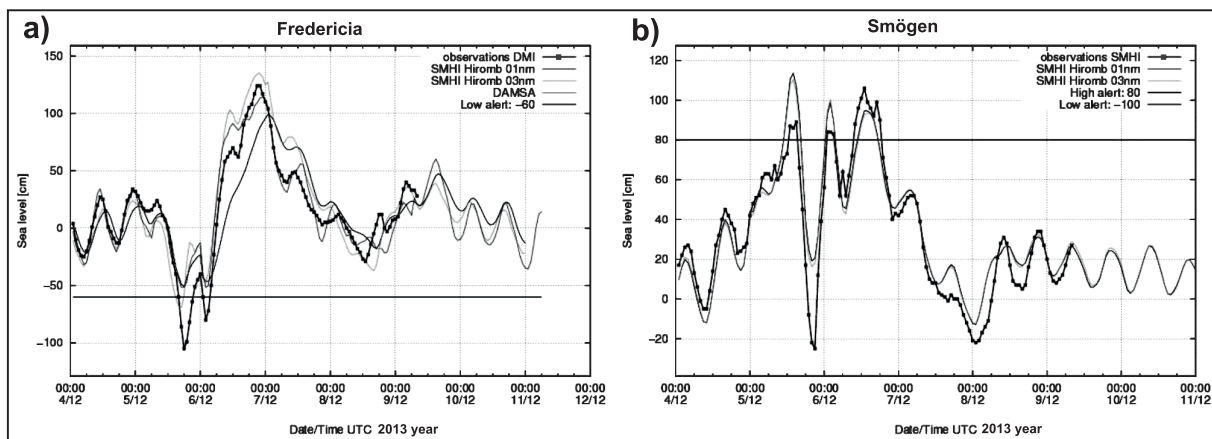 a)
Fredericia
150
100
50
0
−50
−100
Sea level [cm]
observations DMI
SMHI Hiromb 01nm
SMHI Hiromb 03nm
DAMSA
Low alert: −60
00:00 00:00 00:00 00:00 00:00 00:00 00:00 00:00 00:00
4/12 5/12 6/12 7/12 8/12 9/12 10/12 11/12 12/12
Date/Time UTC 2013 year
b)
Smögen
120
100
80
60
40
20
0
−20
Sea level [cm]
observations SMHI
SMHI Hiromb 01nm
SMHI Hiromb 03nm
High alert: 80
Low alert: −100
00:00 00:00 00:00 00:00 00:00 00:00 00:00 00:00
4/12 5/12 6/12 7/12 8/12 9/12 10/12 11/12
Date/Time UTC 2013 year